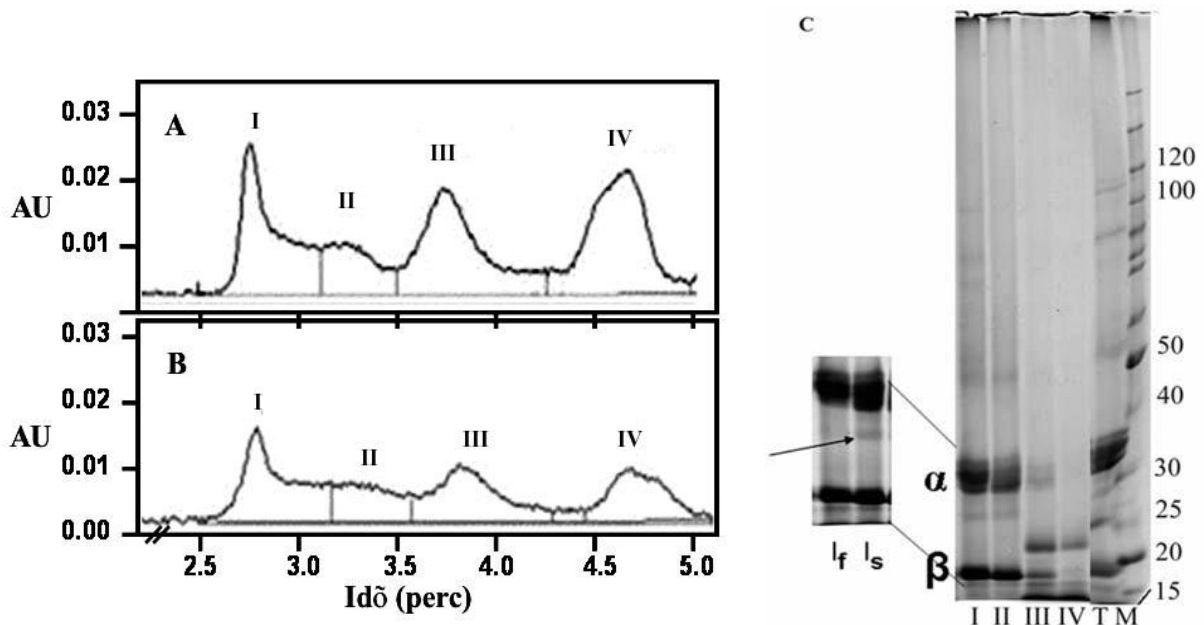 A
0.03
0.02
0.01
AU
I
II
III
IV
B
0.03
0.02
0.01
0.00
AU
I
II
III
IV
2.5 3.0 3.5 4.0 4.5 5.0
Idõ (perc)
C
120
100
50
40
30
25
20
15
α
β
If Is
I II III IV T M